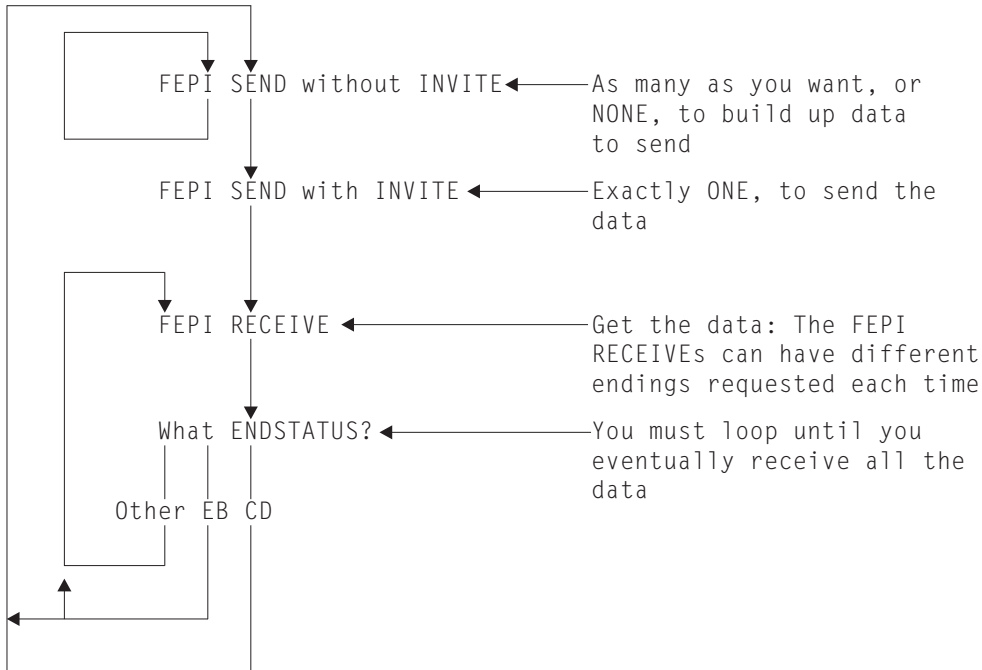 FEPI SEND without INVITE
As many as you want, or
NONE, to build up data
to send
FEPI SEND with INVITE
Exactly ONE, to send the
data
FEPI RECEIVE
Get the data: The FEPI
RECEIVEs can have different
endings requested each time
What ENDSTATUS?
You must loop until you
eventually receive all the
data
Other EB CD